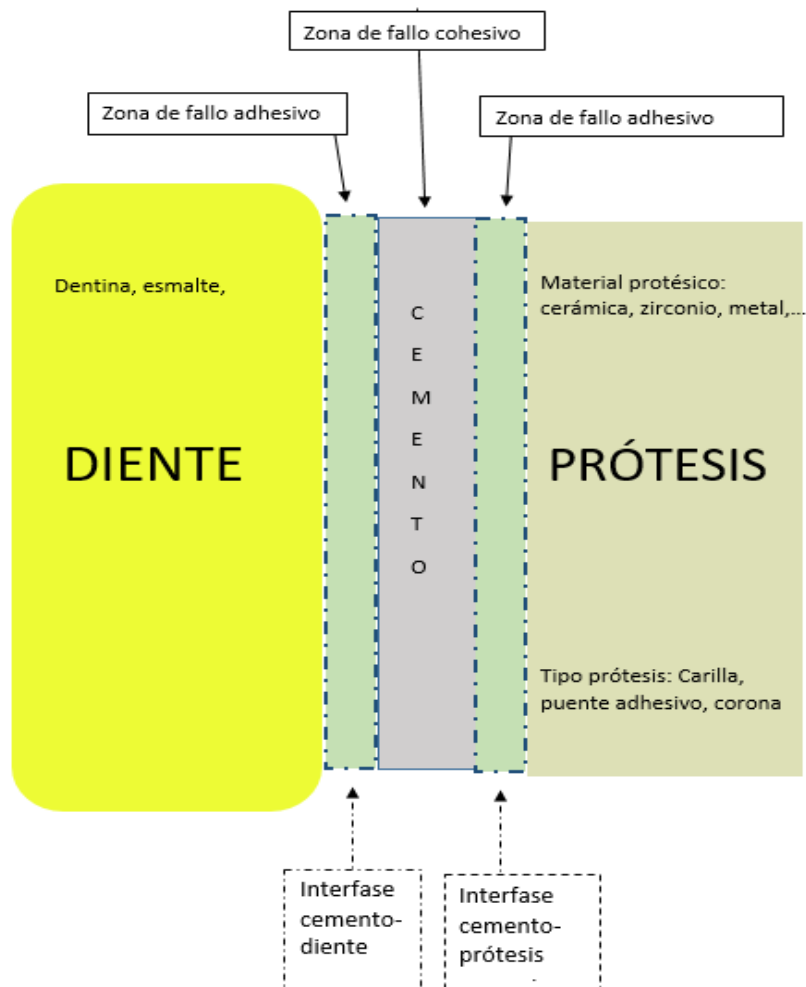 Zona de fallo cohesivo
Zona de fallo adhesivo
Zona de fallo adhesivo
Dentina, esmalte,
DIENTE
C
E
M
E
N
T
O
Material protésico:
cerámica, zirconio, metal,...
PRÓTESIS
Tipo prótesis: Carilla,
puente adhesivo, corona
Interfase
cemento-
diente
Interfase
cemento-
prótesis